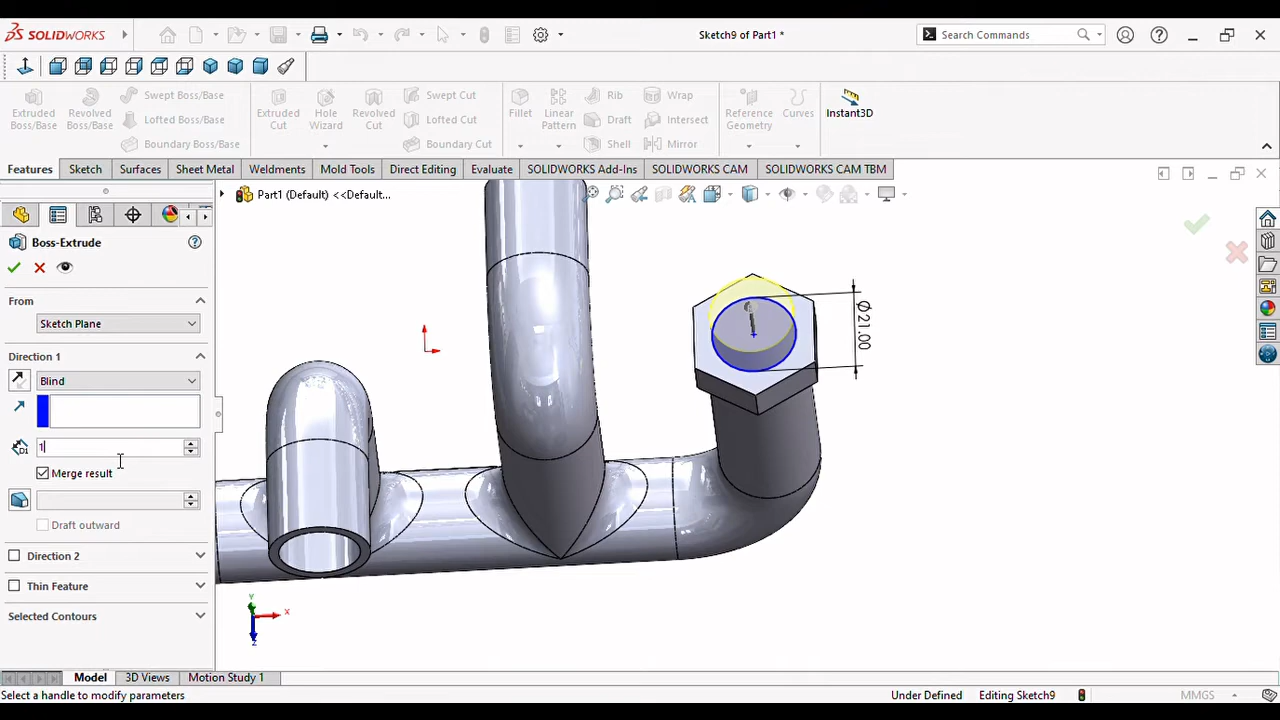 SOLIDWORKS
Sketch9 of Part1 *
Search Commands
Extruded Boss/Base
Revolved Boss/Base
Swept Boss/Base
Lofted Boss/Base
Boundary Boss/Base
Extruded Cut
Hole Wizard
Revolved Cut
Swept Cut
Lofted Cut
Boundary Cut
Fillet
Linear Pattern
Rib
Draft
Shell
Wrap
Intersect
Mirror
Reference Geometry
Curves
Instant3D
Features
Sketch
Surfaces
Sheet Metal
Weldments
Mold Tools
Direct Editing
Evaluate
SOLIDWORKS Add-Ins
SOLIDWORKS CAM
SOLIDWORKS CAM TBM
Part1 (Default) <<Default...
Boss-Extrude
From
Sketch Plane
Direction 1
Blind
D1
1
Merge result
Draft outward
Direction 2
Thin Feature
Selected Contours
Ø21.00
Y
X
Z
Model
3D Views
Motion Study 1
Select a handle to modify parameters
Under Defined
Editing Sketch9
MMGS